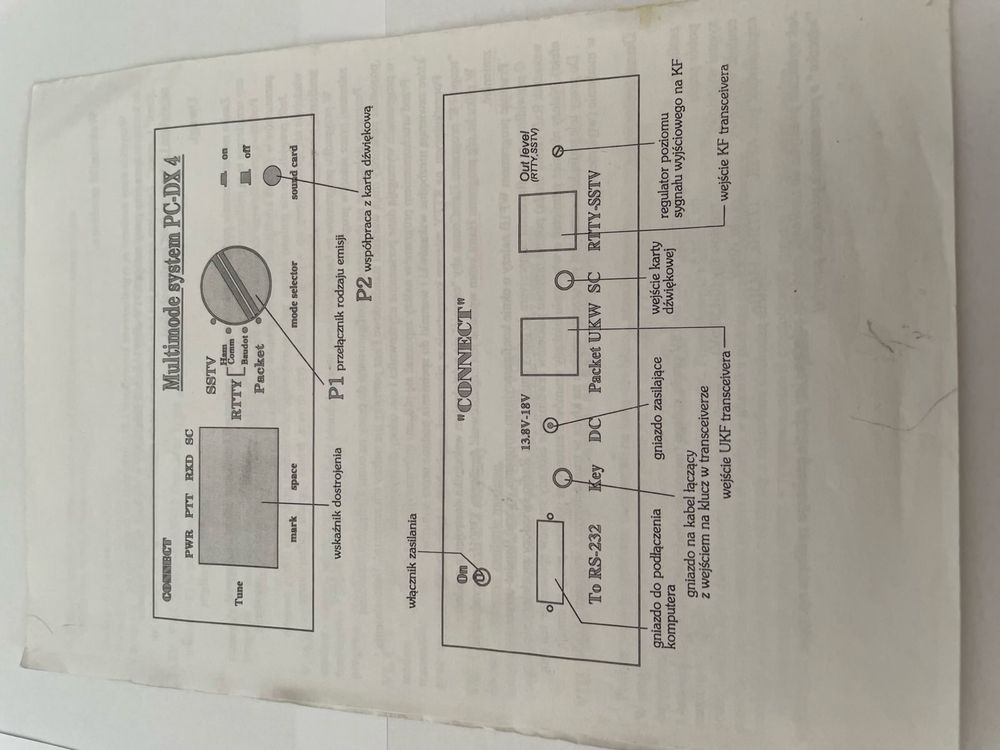 Multimode system PC-DX 4
CONNECT
PWR PTT RXD SC
Tune
mark space
SSTV
RTTY
Ham
Comm
Baudot
Packet
mode selector
on
off
sound card
wskaźnik dostrojenia
P1 przełącznik rodzaju emisji
P2 współpraca z kartą dźwiękową
włącznik zasilania
On
"CONNECT"
13.8V-18V
Out level
(RTTY,SSTV)
To RS-232
Key
DC
Packet UKW
SC
RTTY-SSTV
gniazdo do podłączenia
komputera
gniazdo na kabel łączący
z wejściem na klucz w transceiverze
gniazdo zasilające
wejście UKF transceivera
wejście karty
dźwiękowej
regulator poziomu
sygnału wyjściowego na KF
wejście KF transceivera